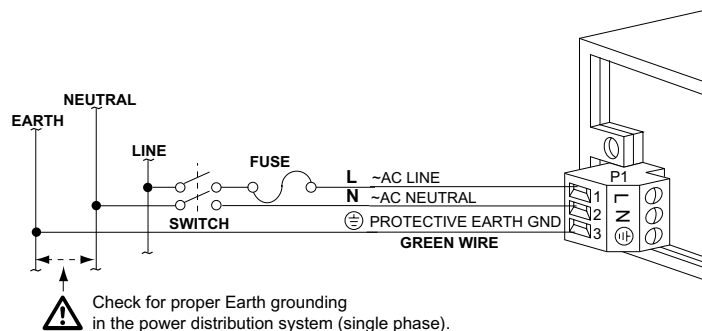 NEUTRAL
EARTH
LINE
FUSE
SWITCH
L ~AC LINE
N ~AC NEUTRAL
PROTECTIVE EARTH GND
GREEN WIRE
P1
1 L
2 N
3
Check for proper Earth grounding
in the power distribution system (single phase).